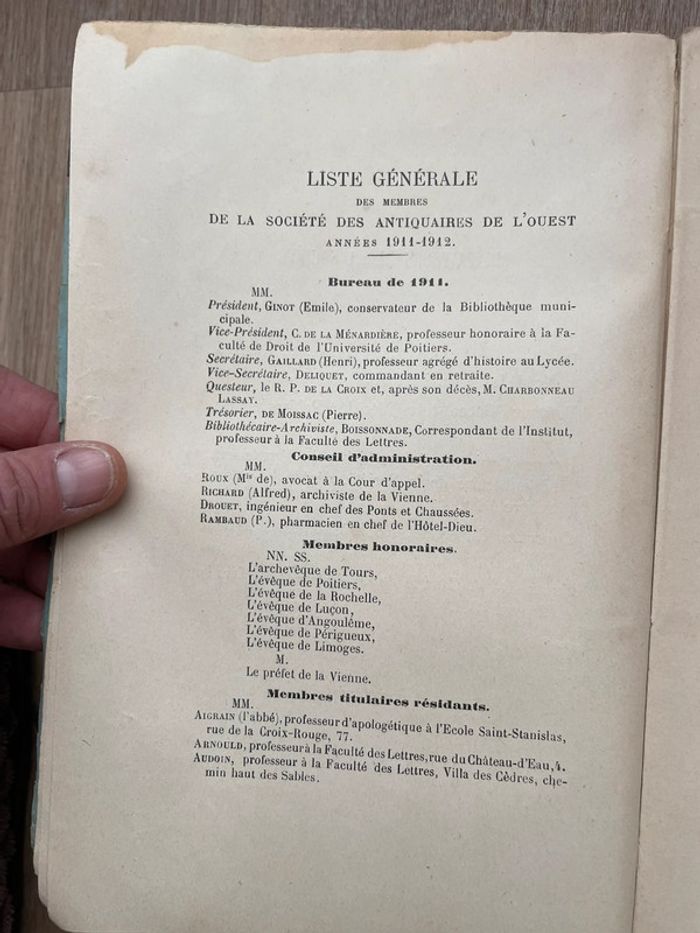 LISTE GÉNÉRALE
DES MEMBRES
DE LA SOCIÉTÉ DES ANTIQUAIRES DE L'OUEST
ANNÉES 1911-1912.
Bureau de 1911.
MM.
Président, GINOT (Emile), conservateur de la Bibliothèque muni-
cipale.
Vice-Président, C. DE LA MÉNARDIÈRE, professeur honoraire à la Fa-
culté de Droit de l'Université de Poitiers.
Secrétaire, GAILLARD (Henri), professeur agrégé d'histoire au Lycée.
Vice-Secrétaire, DELIQUET, commandant en retraite.
Questeur, le R. P. DE LA CROIX et, après son décès, M. CHARBONNEAU
LASSAY.
Trésorier, DE MOISSAC (Pierre).
Bibliothécaire-Archiviste, BOISSONNADE, Correspondant de l'Institut,
professeur à la Faculté des Lettres.
Conseil d'administration.
MM.
ROUX (Mis de), avocat à la Cour d'appel.
RICHARD (Alfred), archiviste de la Vienne.
DROUET, ingénieur en chef des Ponts et Chaussées.
RAMBAUD (P.), pharmacien en chef de l'Hôtel-Dieu.
Membres honoraires.
NN. SS.
L'archevêque de Tours,
L'évêque de Poitiers,
L'évêque de la Rochelle,
L'évêque de Luçon,
L'évêque d'Angoulême,
L'évêque de Périgueux,
L'évêque de Limoges.
M.
Le préfet de la Vienne.
Membres titulaires résidants.
MM.
AIGRAIN (l'abbé), professeur d'apologétique à l'Ecole Saint-Stanislas,
rue de la Croix-Rouge, 77.
ARNOULD, professeur à la Faculté des Lettres, rue du Château-d'Eau, 4.
AUDOIN, professeur à la Faculté des Lettres, Villa des Cèdres, che-
min haut des Sables.